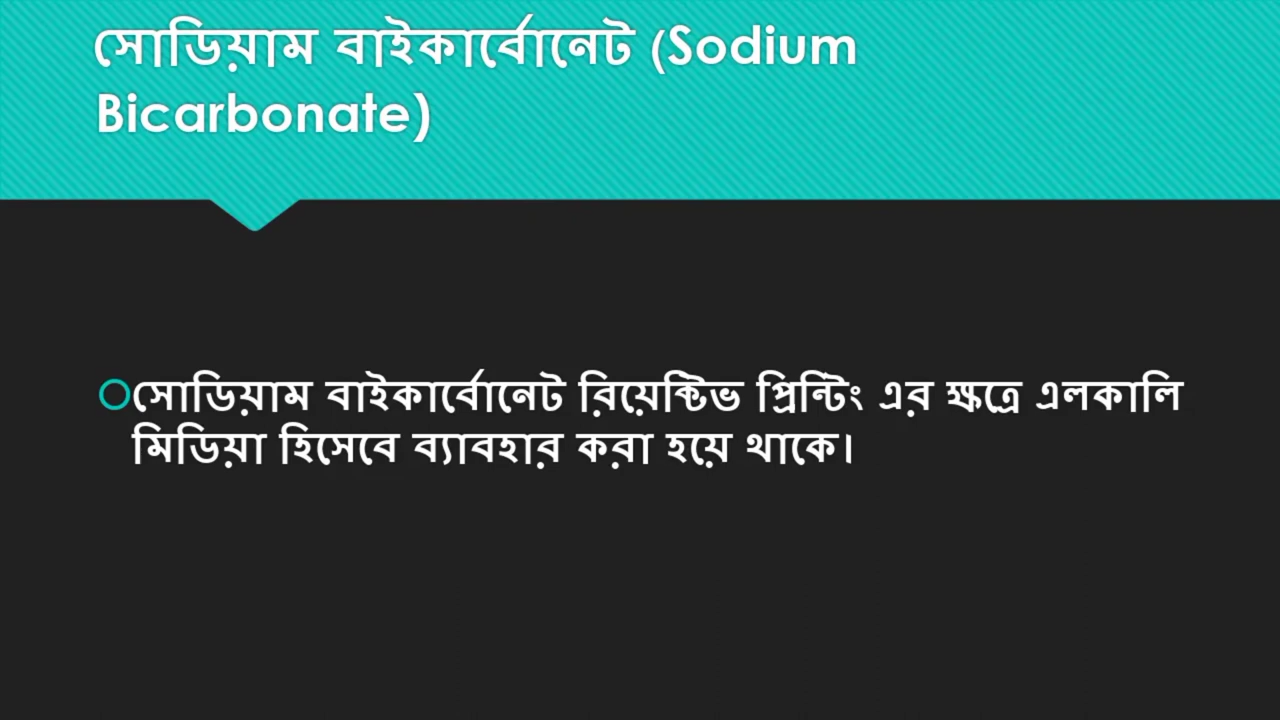 সোডিয়াম বাইকার্বোনেট (Sodium
Bicarbonate)
সোডিয়াম বাইকার্বোনেট রিয়েক্টিভ প্রিন্টিং এর ক্ষত্রে এলকালি
মিডিয়া হিসেবে ব্যাবহার করা হয়ে থাকে।